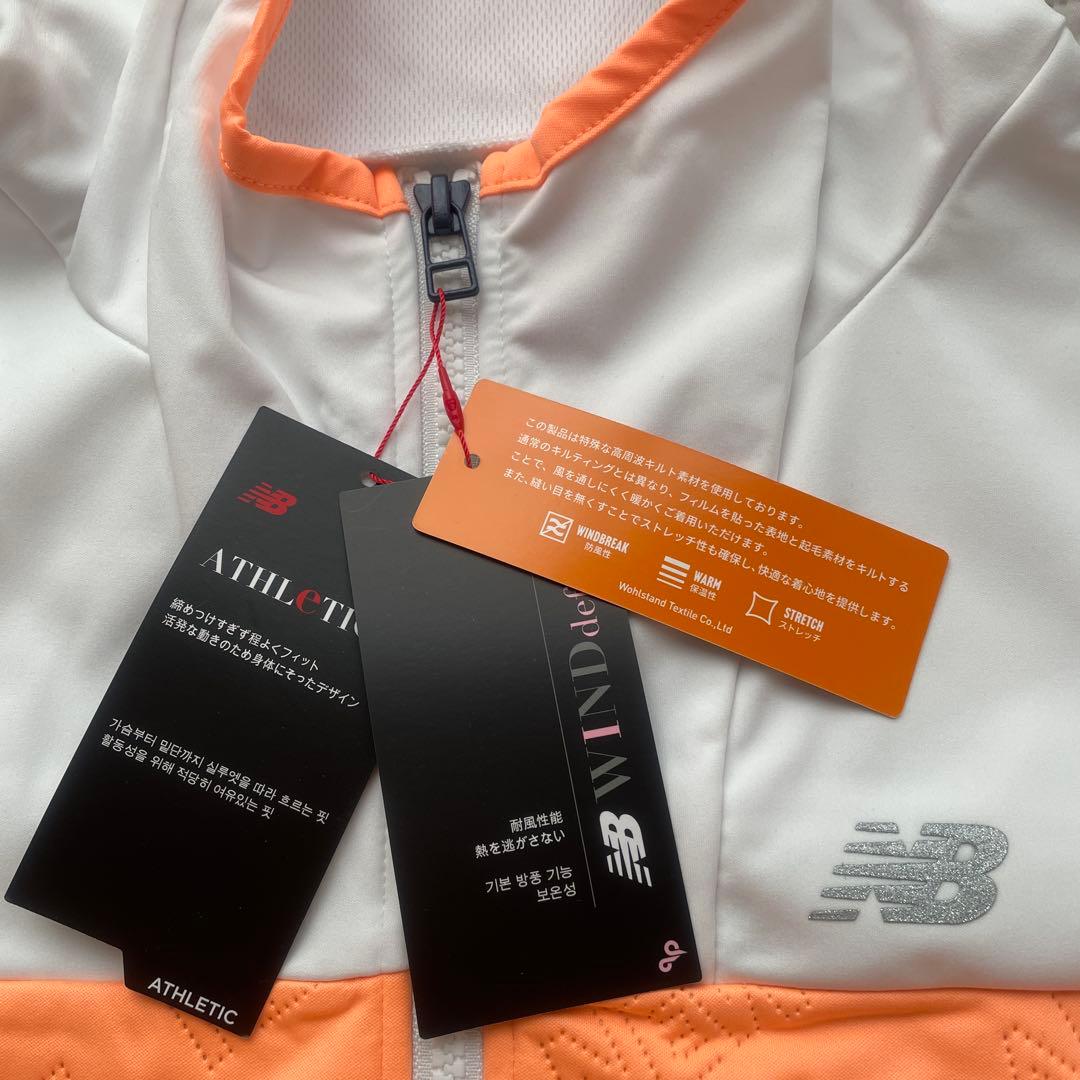 この製品は特殊な高周波キルト素材を使用しております。
通常のキルティングとは異なり、フィルムを貼った表地と起毛素材をキルトする
ことで、風を通しにくく暖かくご着用いただけます。
また、縫い目を無くすことでストレッチ性も確保し、快適な着心地を提供します。
WINDBREAK
防風性
WARM
保温性
STRETCH
ストレッチ
Wohlstand Textile Co.,Ltd
NB
ATHLeTIC
締めつけすぎず程よくフィット
活発な動きのため身体にそったデザイン
가슴부터 밑단까지 실루엣을 따라 흐르는 핏
활동성을 위해 적당히 여유있는 핏
ATHLETIC
NB WINDdef
耐風性能
熱を逃がさない
기본 방풍 기능
보온성
NB